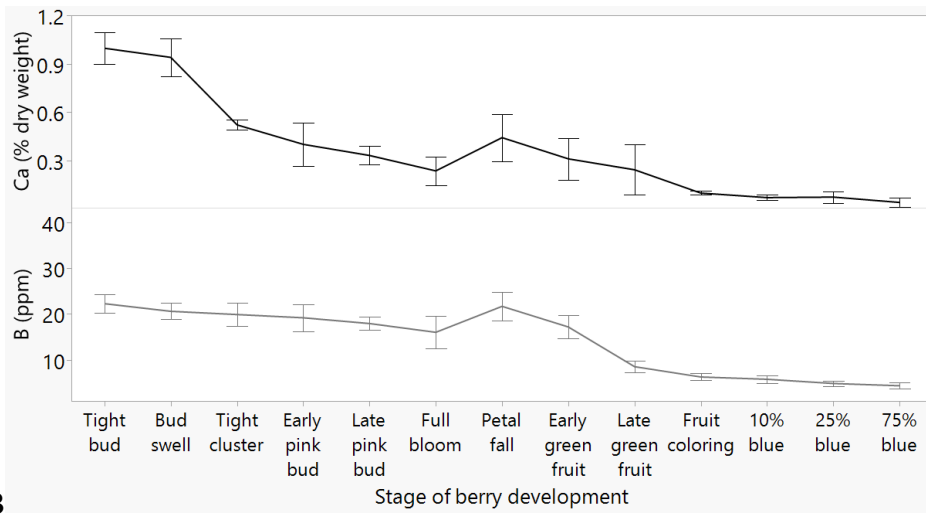 1.2
0.9
0.6
0.3
Ca (% dry weight)
40
30
20
10
B (ppm)
Tight bud
Bud swell
Tight cluster
Early pink bud
Late pink bud
Full bloom
Petal fall
Early green fruit
Late green fruit
Fruit coloring
10% blue
25% blue
75% blue
Stage of berry development